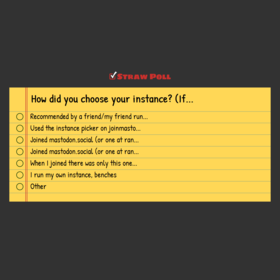 Straw Poll
How did you choose your instance? (If...
Recommended by a friend/my friend run...
Used the instance picker on joinmasto...
Joined mastodon.social (or one at ran...
Joined mastodon.social (or one at ran...
When I joined there was only this one...
I run my own instance, benches
Other